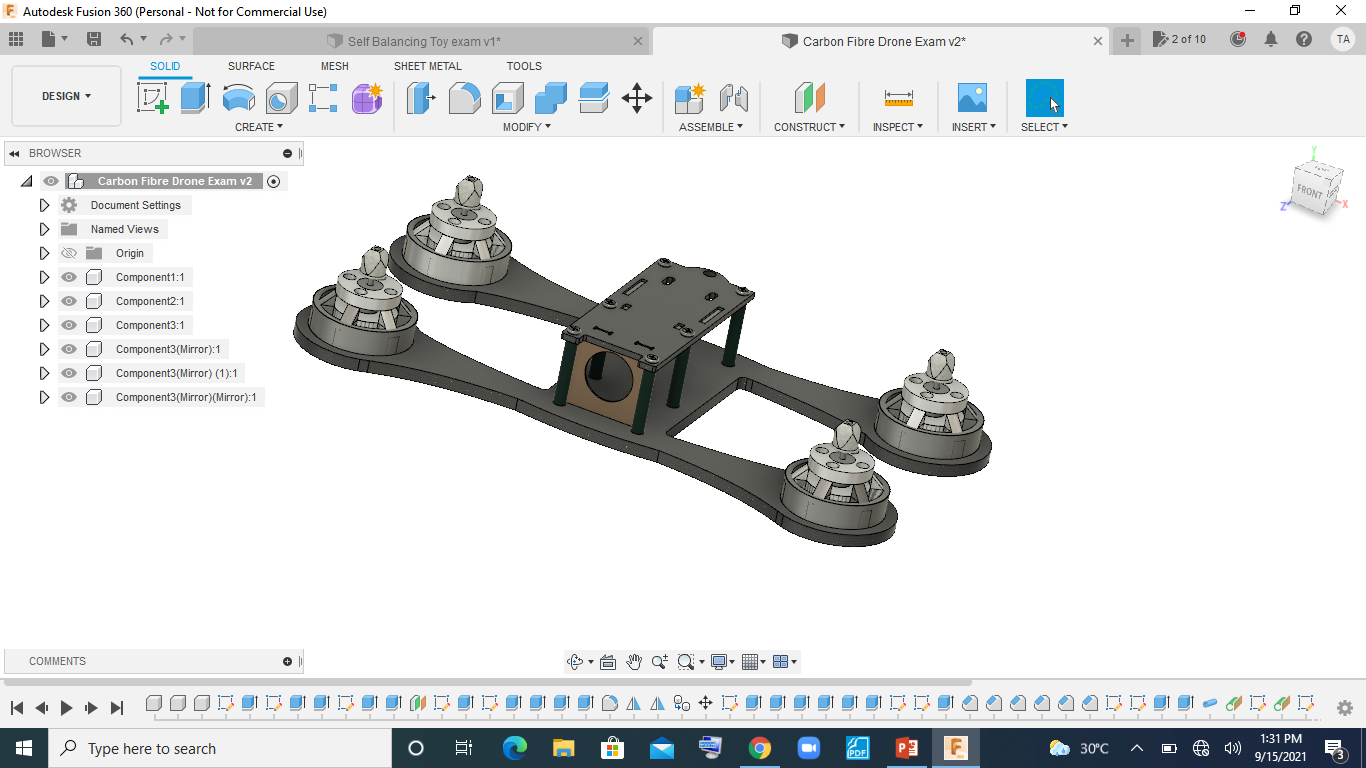 Autodesk Fusion 360 (Personal - Not for Commercial Use)
Self Balancing Toy exam v1*
Carbon Fibre Drone Exam v2*
2 of 10
TA
DESIGN
SOLID
SURFACE
MESH
SHEET METAL
TOOLS
CREATE
MODIFY
ASSEMBLE
CONSTRUCT
INSPECT
INSERT
SELECT
BROWSER
Carbon Fibre Drone Exam v2
Document Settings
Named Views
Origin
Component1:1
Component2:1
Component3:1
Component3(Mirror):1
Component3(Mirror) (1):1
Component3(Mirror)(Mirror):1
Y
FRONT
Z
X
COMMENTS
Type here to search
PDF
30°C
1:31 PM
9/15/2021
3